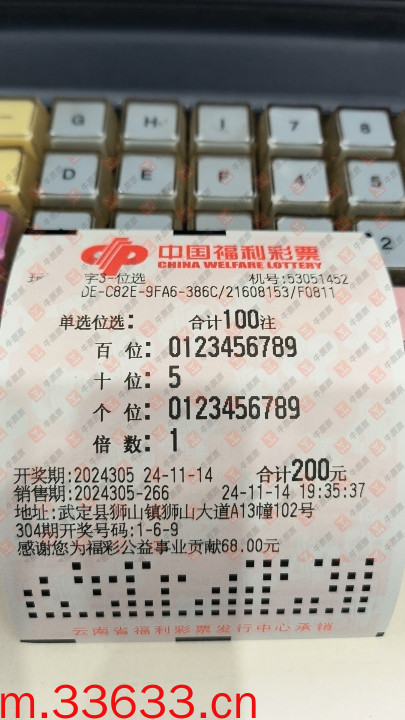 G H I 7 8
D E F 4 5
2
中国福利彩票
CHINA WELFARE LOTTERY
字3-位选 机号:53051452
DE-C82E-9FA6-386C/21608153/F0811
单选位选: 合计100注
百位: 0123456789
十位: 5
个位: 0123456789
倍数: 1
开奖期:2024305 24-11-14 合计200元
销售期:2024305-266 24-11-14 19:35:37
地址:武定县狮山镇狮山大道A13幢102号
304期开奖号码:1-6-9
感谢您为福彩公益事业贡献68.00元
云南省福利彩票发行中心承销
m.33633.cn